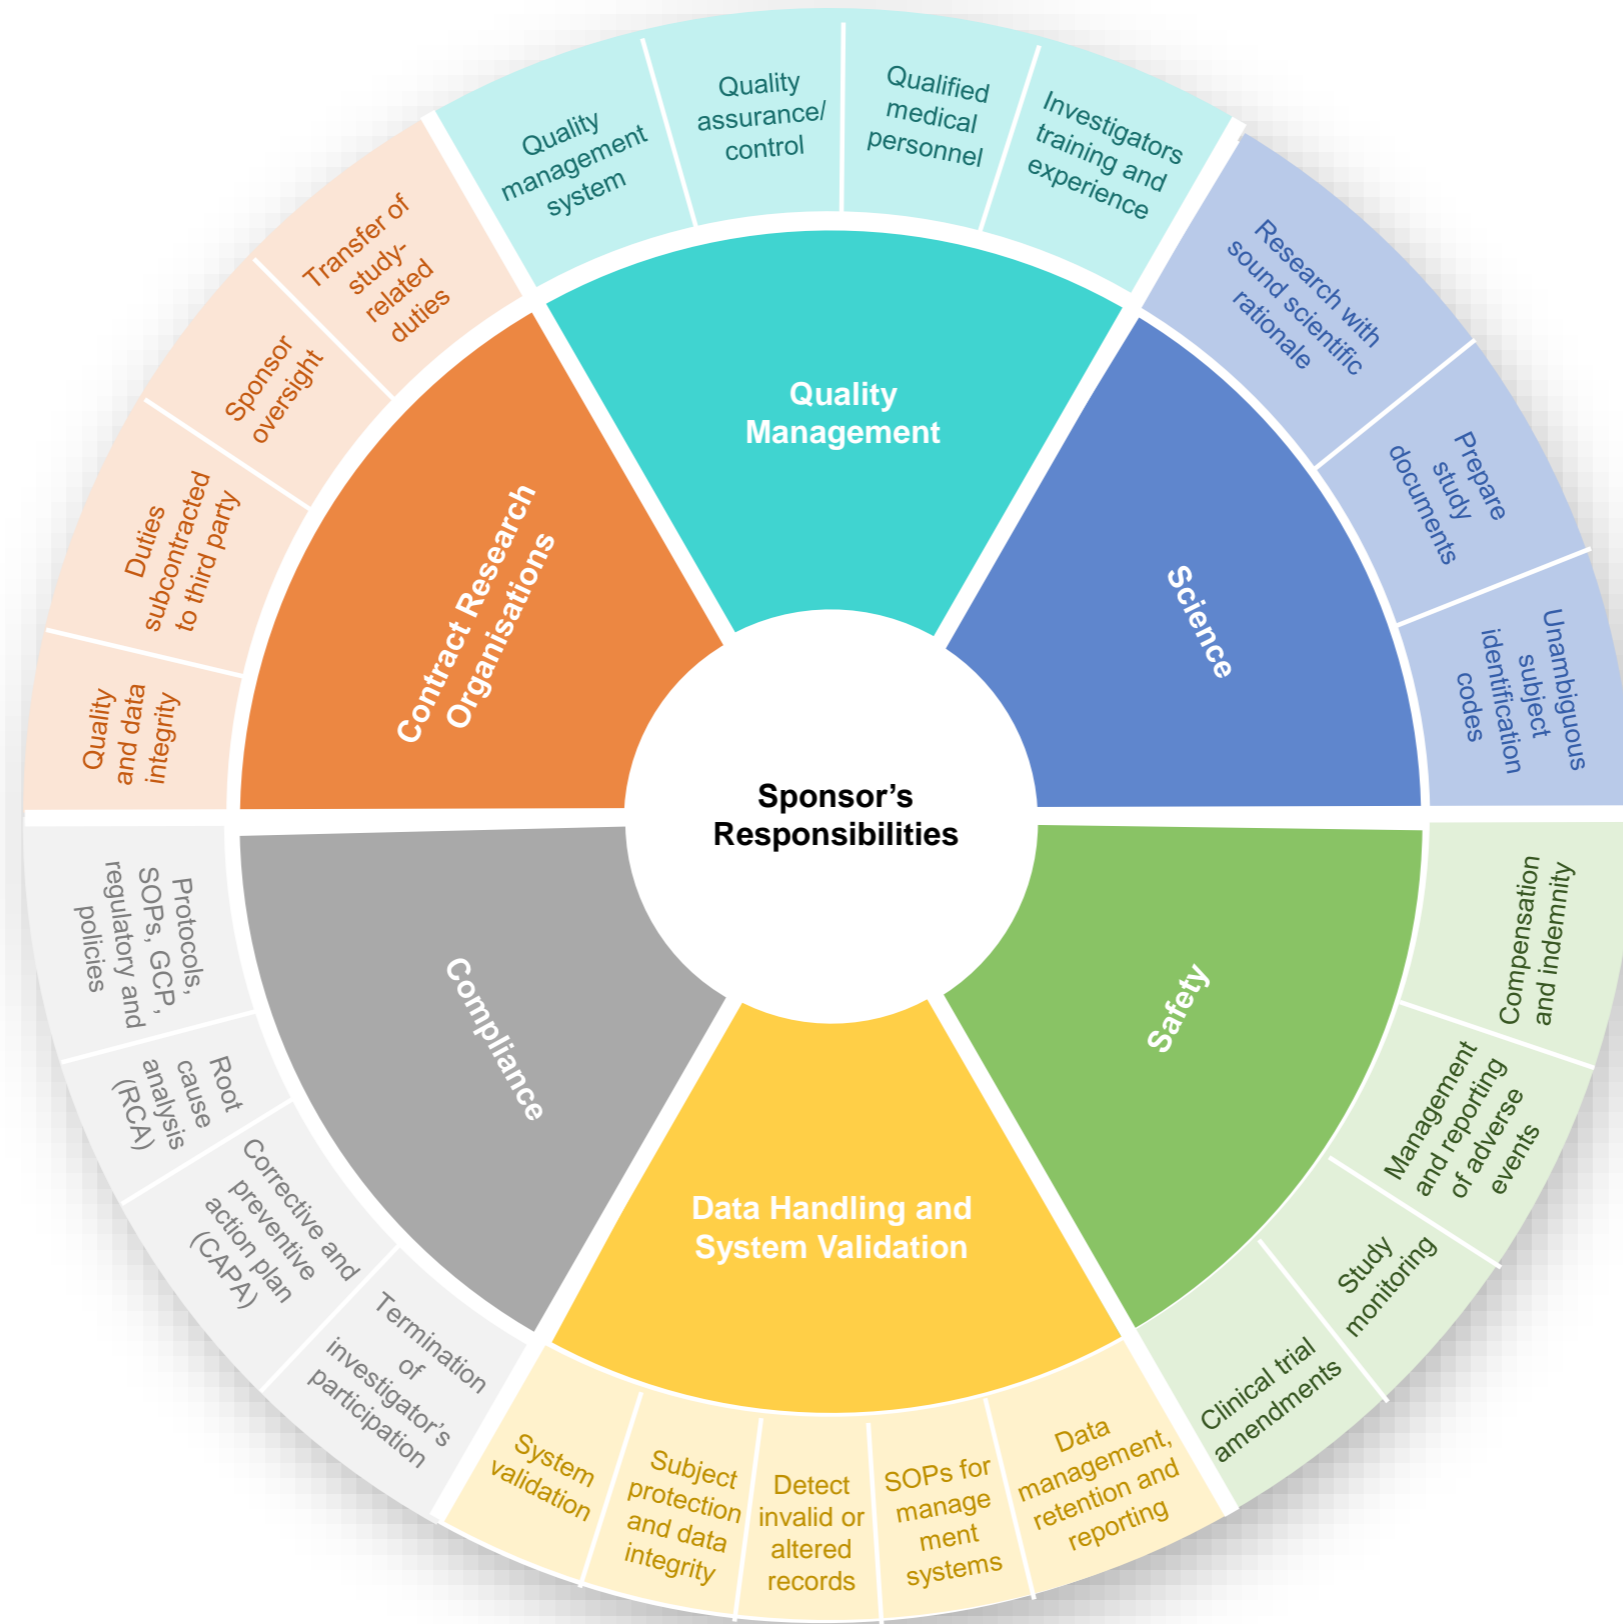 Sponsor’s
Responsibilities
Quality
Management
Quality
management
system
Quality
assurance/
control
Qualified
medical
personnel
Investigators
training and
experience
Science
Research with
sound scientific
rationale
Prepare
study
documents
Unambiguous
subject
identification
codes
Safety
Compensation
and indemnity
Management
and reporting
of adverse
events
Study
monitoring
Clinical trial
amendments
Data Handling and
System Validation
Data
management,
retention and
reporting
SOPs for
manage
ment
systems
Detect
invalid or
altered
records
Subject
protection
and data
integrity
System
validation
Compliance
Termination
of
investigator’s
participation
Corrective and
preventive
action plan
(CAPA)
Root
cause
analysis
(RCA)
Protocols,
SOPs, GCP,
regulatory and
policies
Contract Research
Organisations
Quality
and data
integrity
Duties
subcontracted
to third party
Sponsor
oversight
Transfer of
study-
related
duties